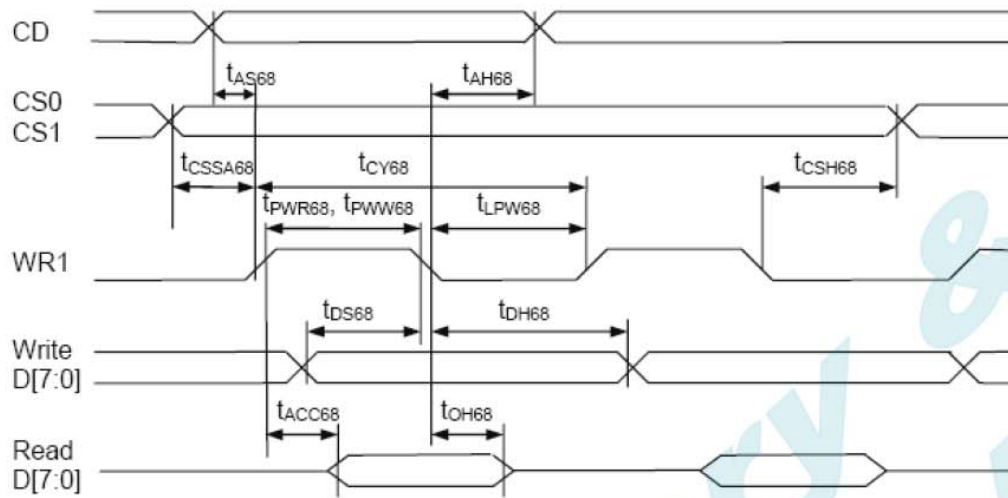 CD
tAS68
tAH68
CS0
CS1
tCSSA68
tCY68
tCSH68
tPWR68, tPWW68
tLPW68
WR1
tDS68
tDH68
Write
D[7:0]
tACC68
tOH68
Read
D[7:0]